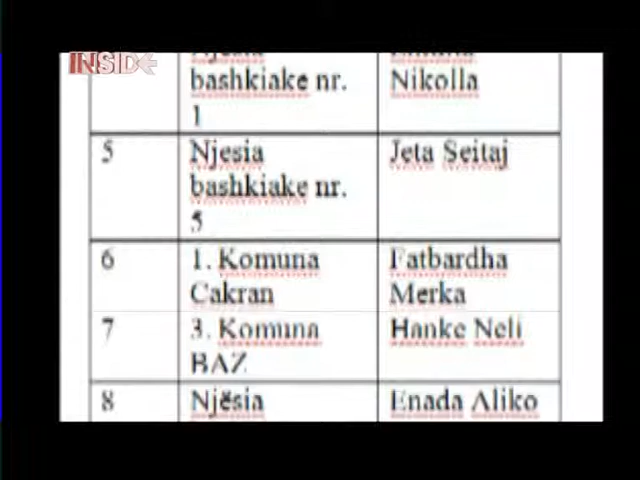 INSIDE
Njesia
bashkiake nr. Nikolla
1
5 Njesia Jeta Seitaj
bashkiake nr.
5
6 1. Komuna Fatbardha
Cakran Merka
7 3. Komuna Hanke Neli
BAZ
8 Njësia Enada Aliko